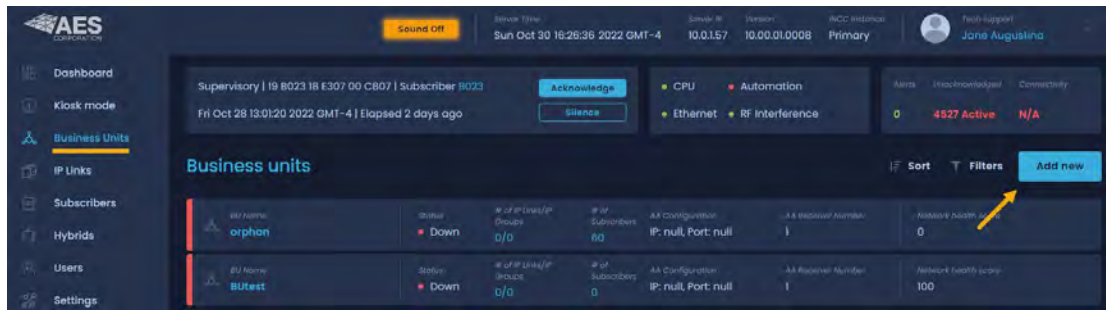 AES
CORPORATION
Sound Off
Server Time
Sun Oct 30 16:26:36 2022 GMT-4
Server IP
10.0.1.57
Version
10.00.01.0008
NCC Instance
Primary
Tech-support
Jane Augustina
Dashboard
Kiosk mode
Business Units
IP Links
Subscribers
Hybrids
Users
Settings
Supervisory | 19 B023 18 E307 00 CB07 | Subscriber B023
Fri Oct 28 13:01:20 2022 GMT-4 | Elapsed 2 days ago
Acknowledge
Silence
CPU
Automation
Ethernet
RF Interference
Alerts
0
Unacknowledged
4527 Active
Connectivity
N/A
Business units
Sort
Filters
Add new
BU Name
orphan
Status
Down
# of IP Links/IP
Groups
0/0
# of
Subscribers
60
AA Configuration
IP: null, Port: null
AA Receiver Number
1
Network health score
0
BU Name
BUtest
Status
Down
# of IP Links/IP
Groups
0/0
# of
Subscribers
0
AA Configuration
IP: null, Port: null
AA Receiver Number
1
Network health score
100